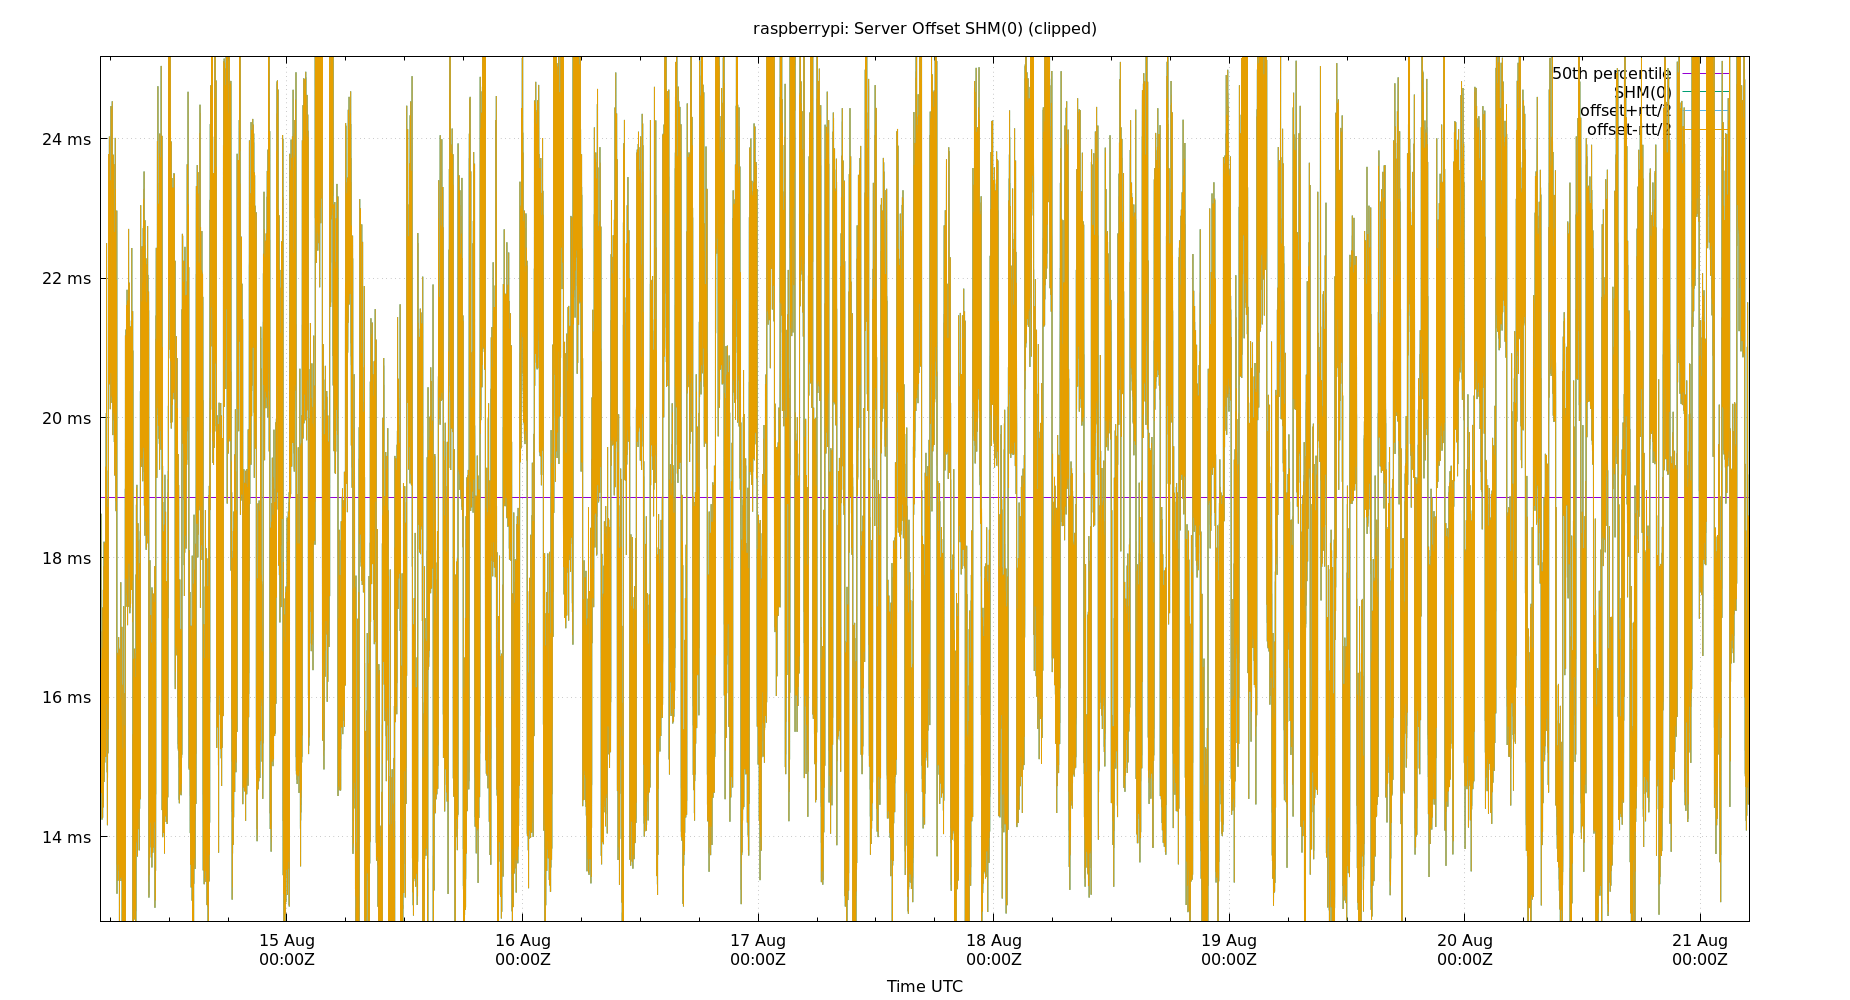 raspberrypi: Server Offset SHM(0) (clipped)
50th percentile
SHM(0)
offset+rtt/2
offset-rtt/2
24 ms
22 ms
20 ms
18 ms
16 ms
14 ms
15 Aug
00:00Z
16 Aug
00:00Z
17 Aug
00:00Z
18 Aug
00:00Z
19 Aug
00:00Z
20 Aug
00:00Z
21 Aug
00:00Z
Time UTC